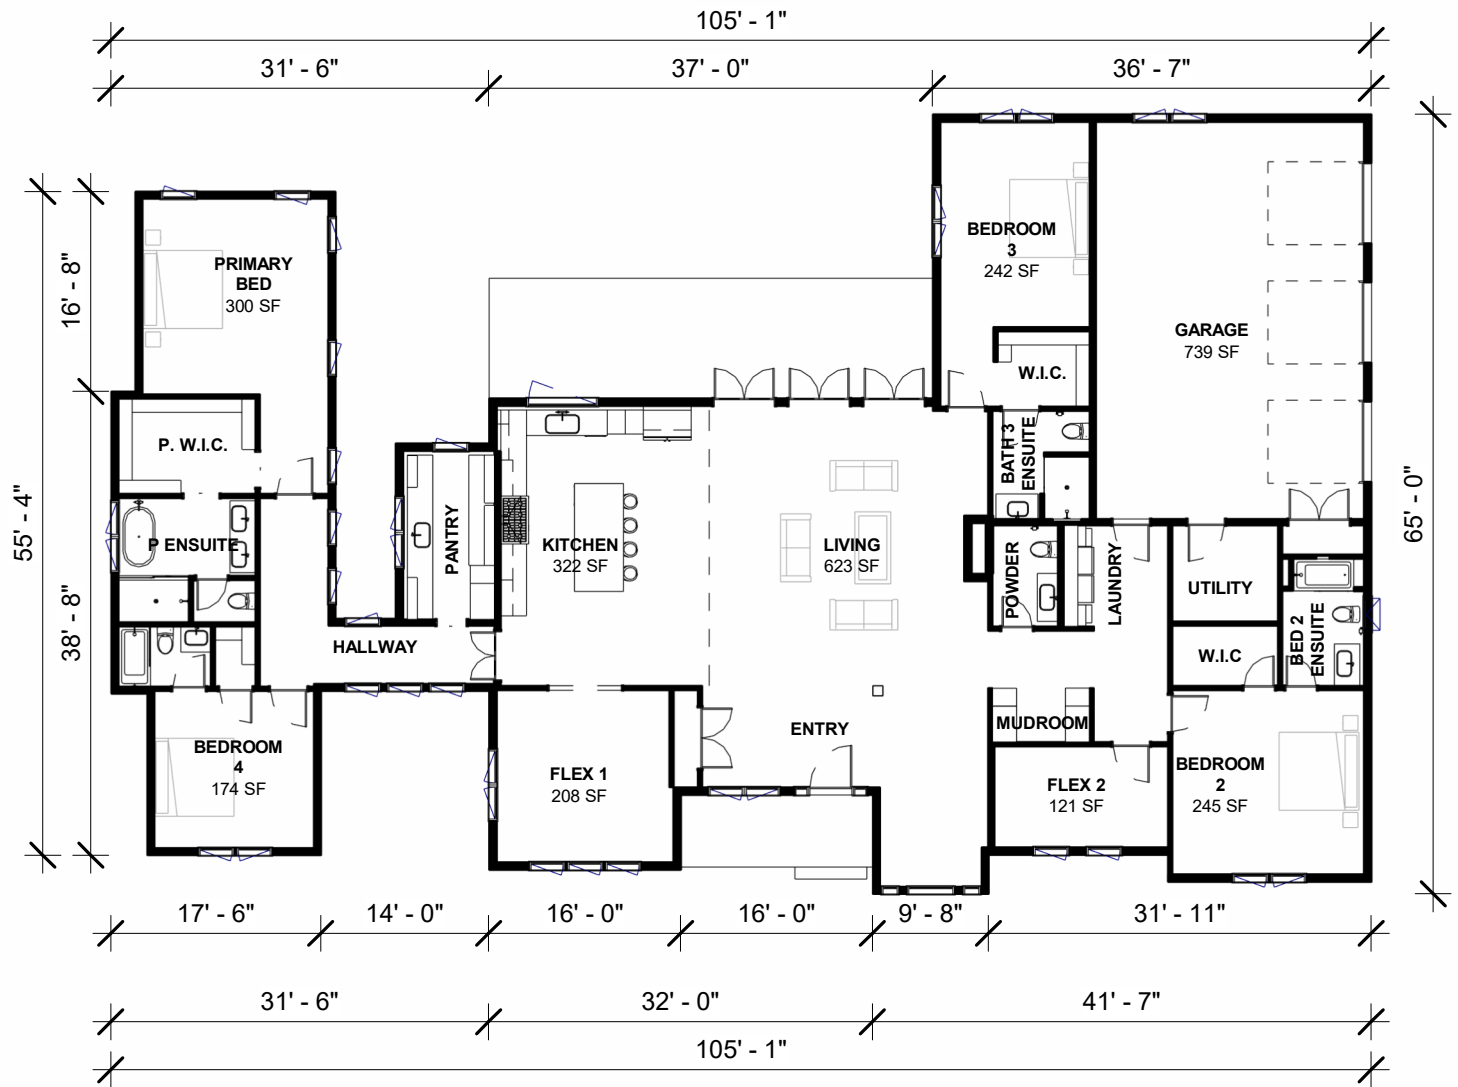 105' - 1"
31' - 6"
37' - 0"
36' - 7"
16' - 8"
38' - 8"
55' - 4"
65' - 0"
PRIMARY
BED
300 SF
BEDROOM
3
242 SF
GARAGE
739 SF
W.I.C.
P. W.I.C.
BATH 3
ENSUITE
P ENSUITE
PANTRY
KITCHEN
322 SF
LIVING
623 SF
POWDER
LAUNDRY
UTILITY
HALLWAY
W.I.C
BED 2
ENSUITE
BEDROOM
4
174 SF
FLEX 1
208 SF
ENTRY
MUDROOM
FLEX 2
121 SF
BEDROOM
2
245 SF
17' - 6"
14' - 0"
16' - 0"
16' - 0"
9' - 8"
31' - 11"
31' - 6"
32' - 0"
41' - 7"
105' - 1"